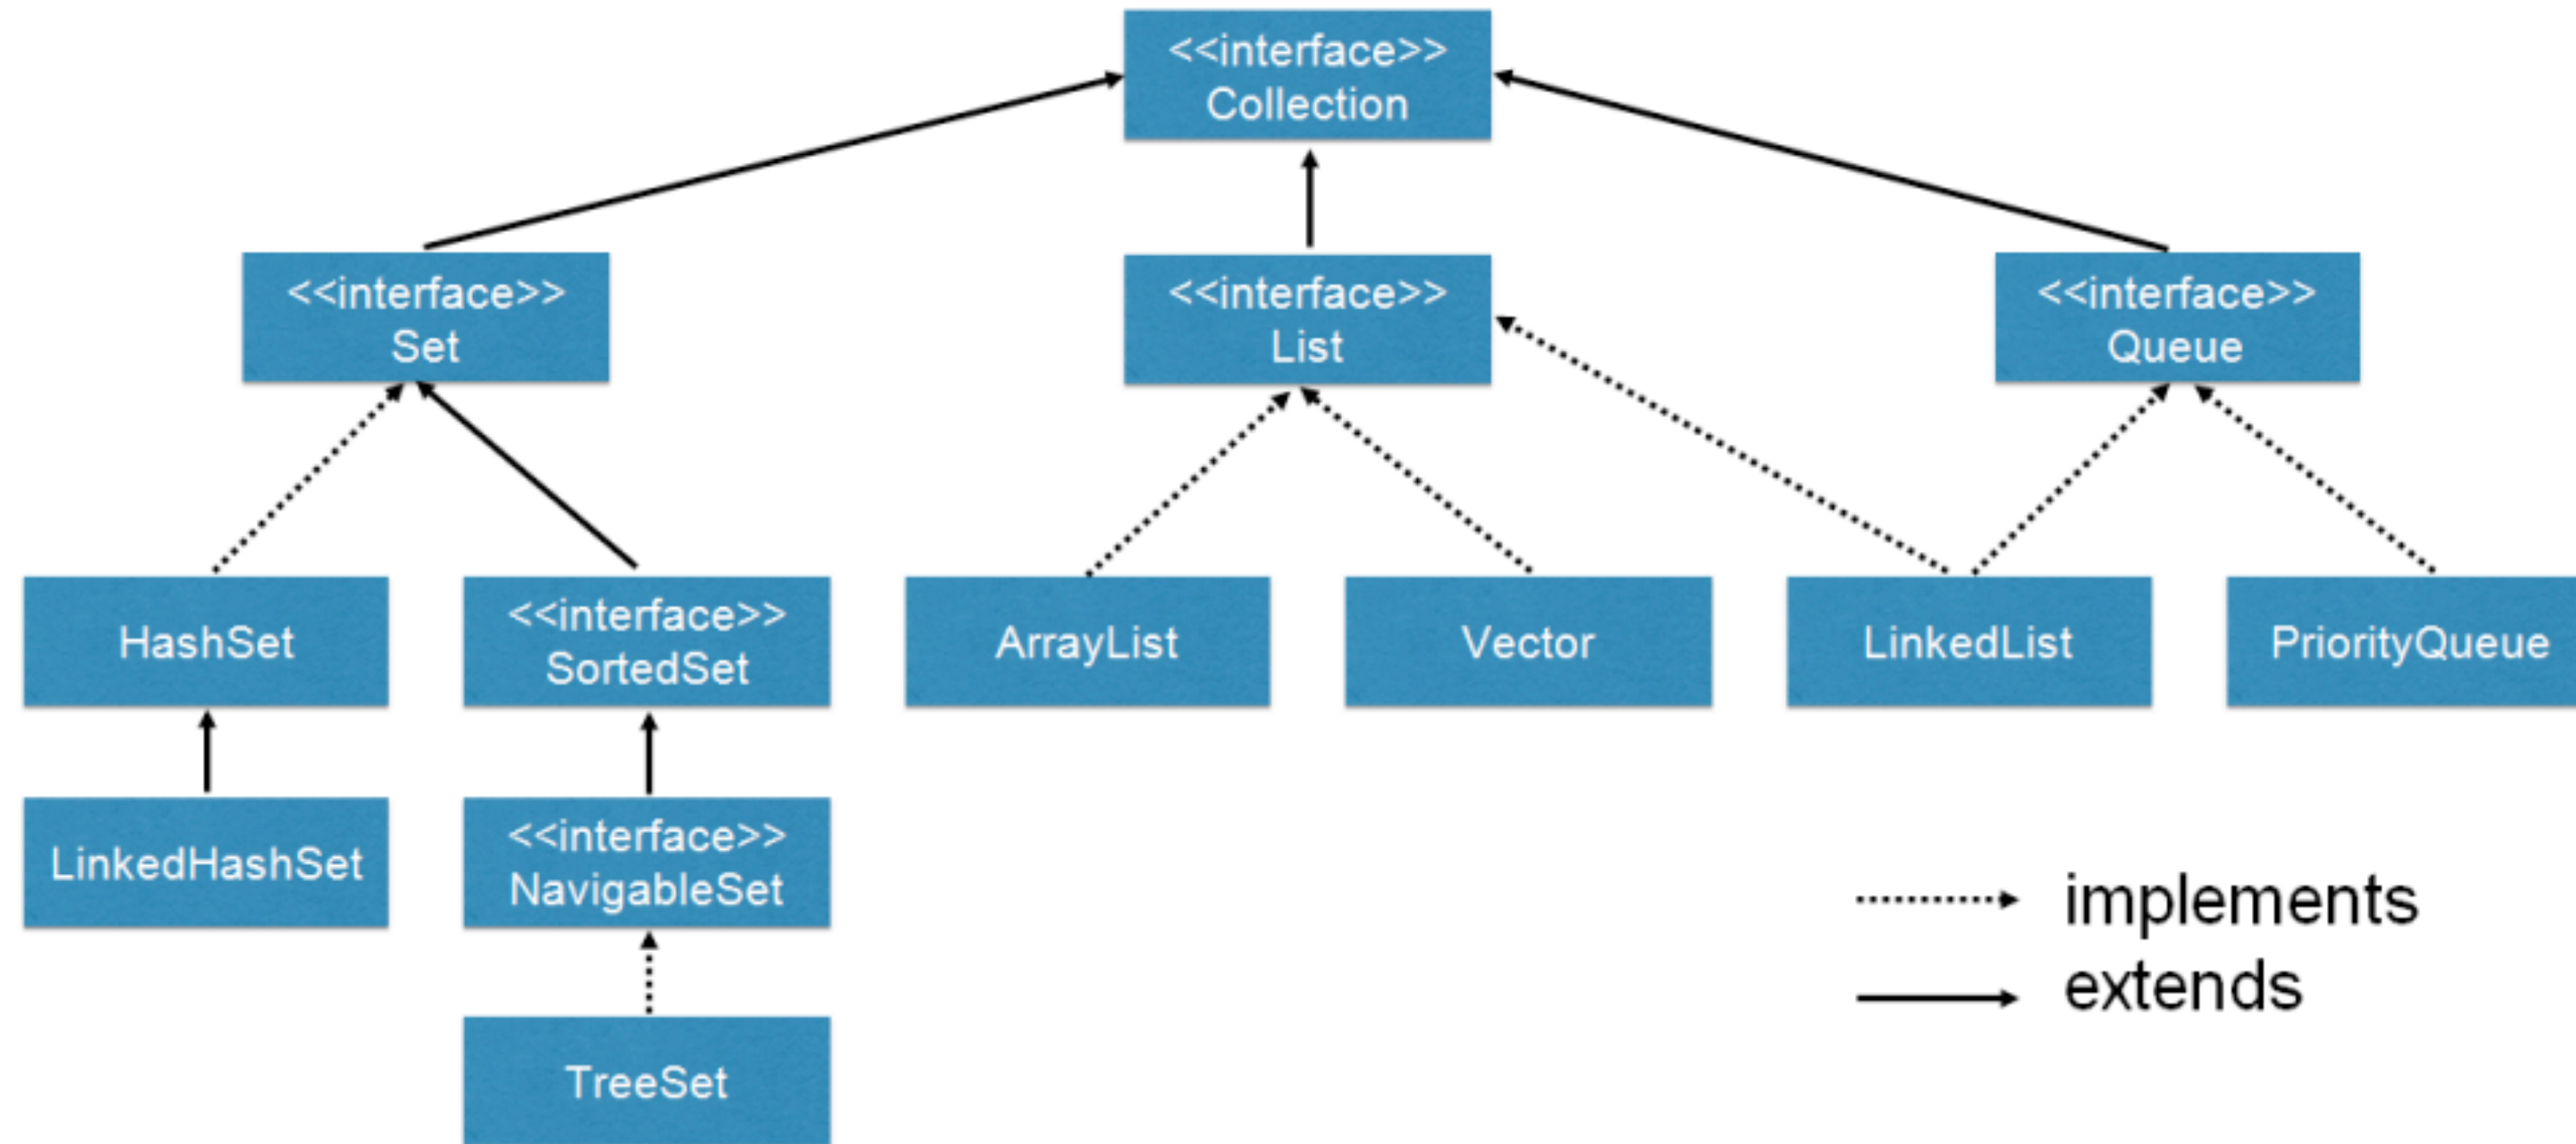 <<interface>>
Collection
<<interface>>
Set
<<interface>>
List
<<interface>>
Queue
HashSet
<<interface>>
SortedSet
ArrayList
Vector
LinkedList
PriorityQueue
LinkedHashSet
<<interface>>
NavigableSet
TreeSet
implements
extends